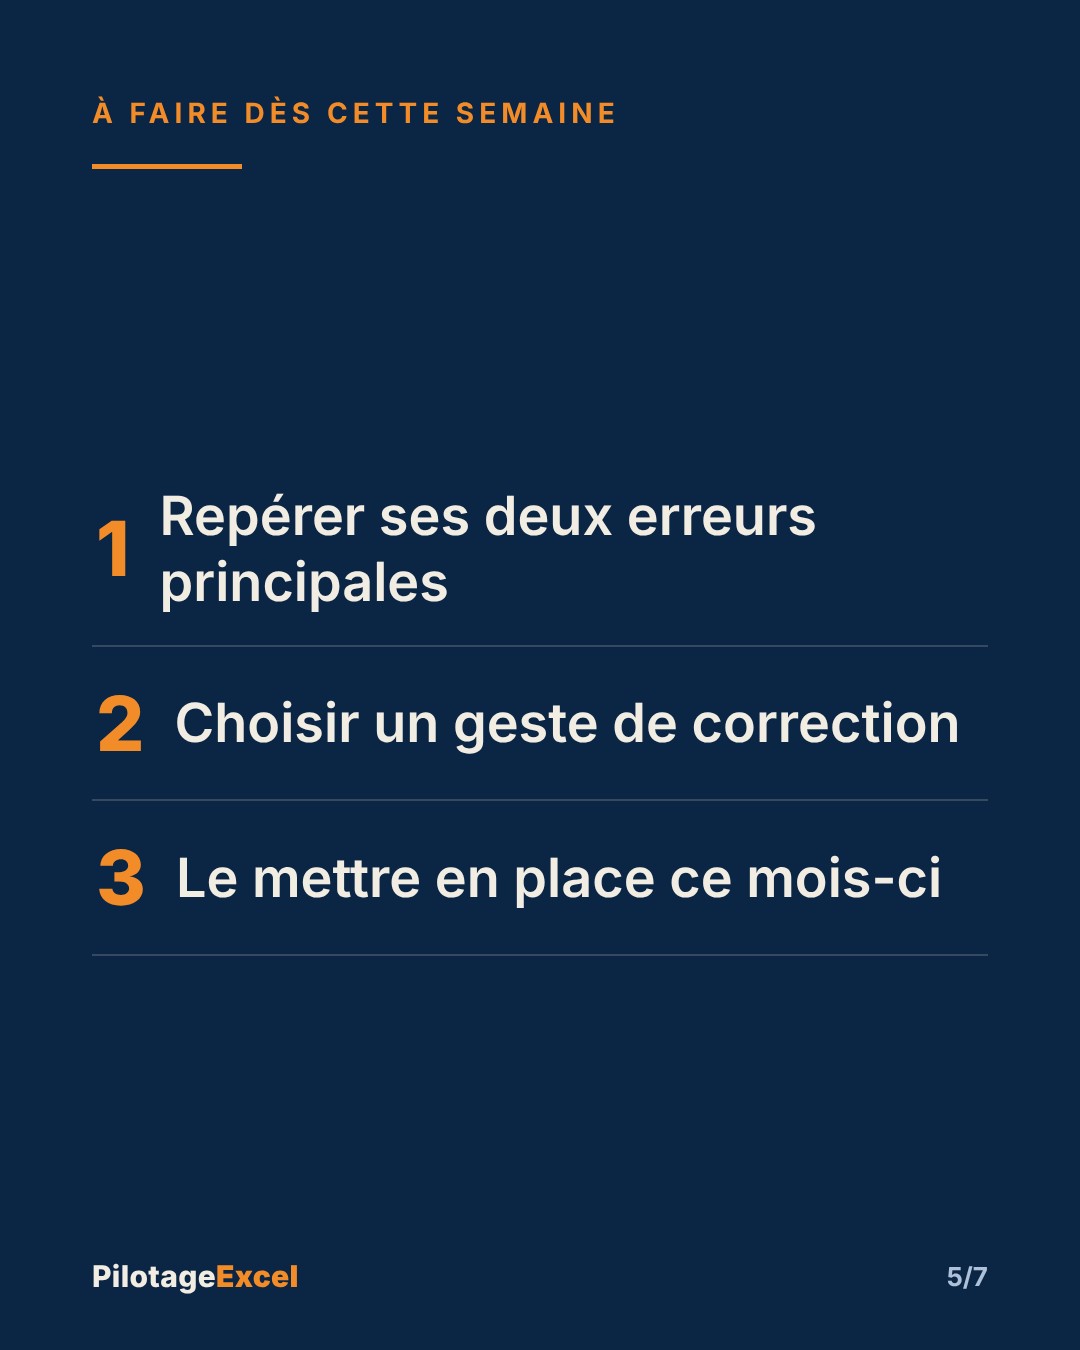 À FAIRE DÈS CETTE SEMAINE
1 Repérer ses deux erreurs
principales
2 Choisir un geste de correction
3 Le mettre en place ce mois-ci
PilotageExcel
5/7